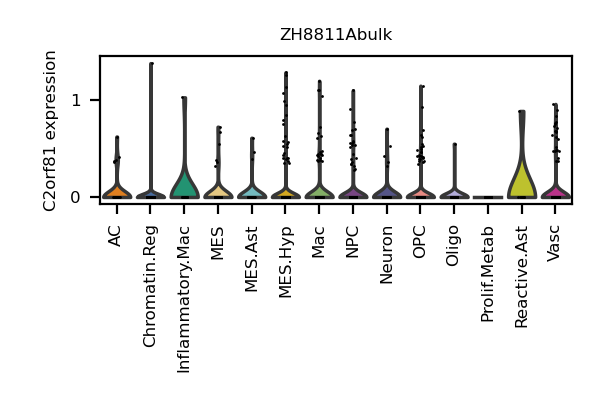 ZH8811Abulk
C2orf81 expression
1
0
AC
Chromatin.Reg
Inflammatory.Mac
MES
MES.Ast
MES.Hyp
Mac
NPC
Neuron
OPC
Oligo
Prolif.Metab
Reactive.Ast
Vasc